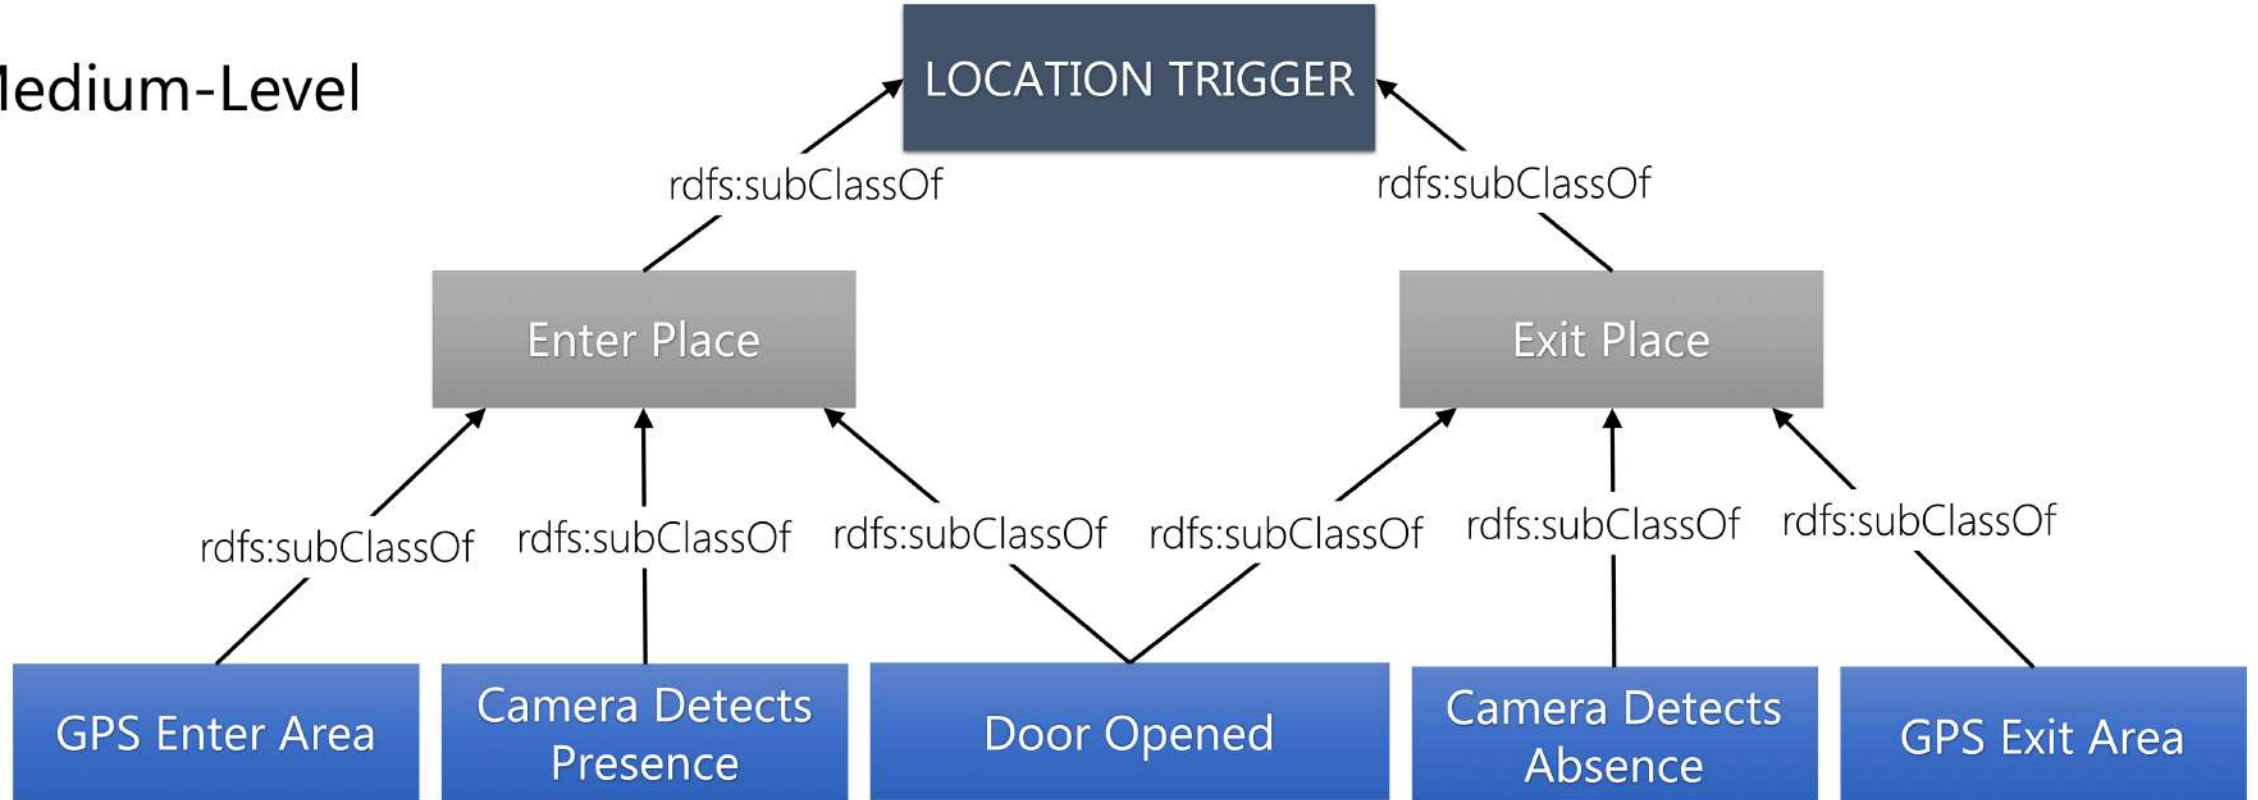 LOCATION TRIGGER
edium-Level
rdfs:subClassOf
rdfs:subClassOf
Enter Place
Exit Place
rdfs:subClassOf
rdfs:subClassOf
rdfs:subClassOf
rdfs:subClassOf
rdfs:subClassOf
rdfs:subClassOf
GPS Enter Area
Camera Detects
Presence
Door Opened
Camera Detects
Absence
GPS Exit Area